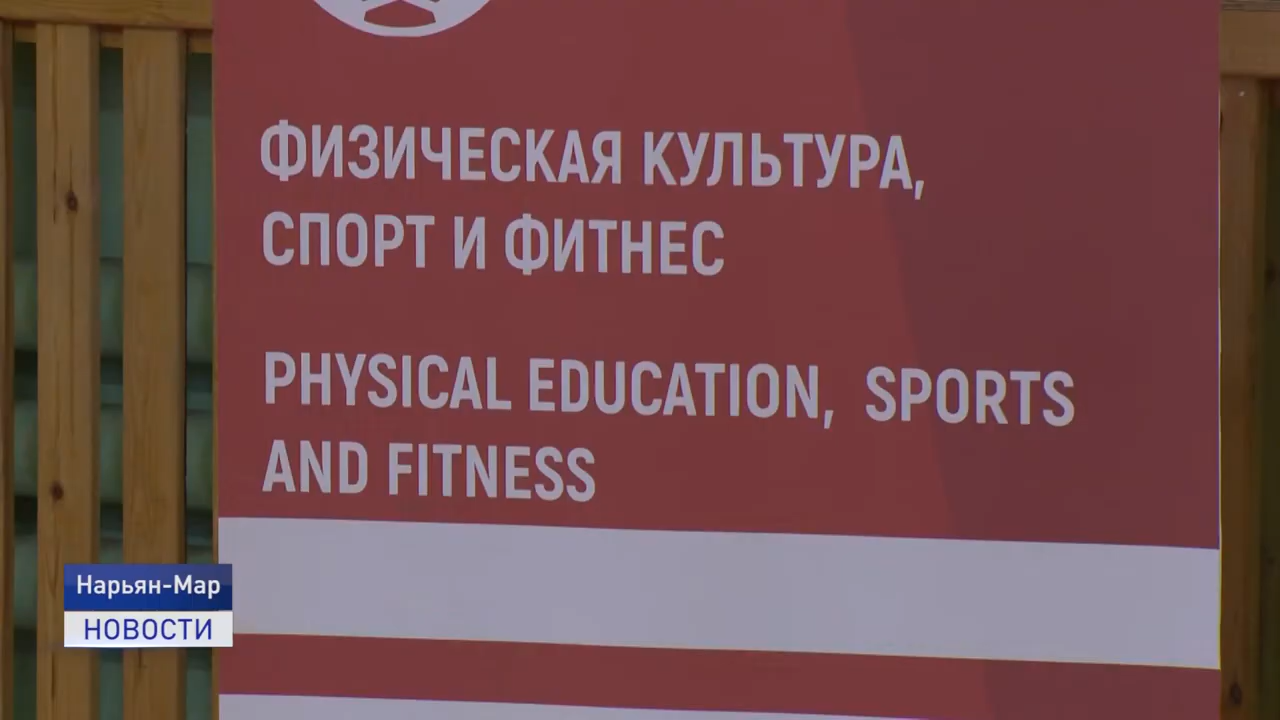 ФИЗИЧЕСКАЯ КУЛЬТУРА,
СПОРТ И ФИТНЕС
PHYSICAL EDUCATION, SPORTS
AND FITNESS
Нарьян-Мар
НОВОСТИ